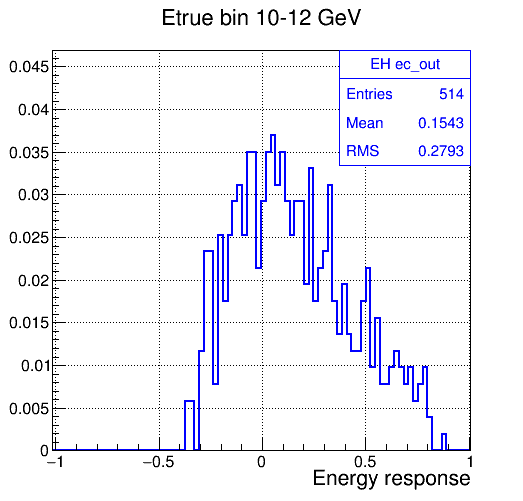 Etrue bin 10-12 GeV
EH ec_out
Entries 514
Mean 0.1543
RMS 0.2793
0.045
0.04
0.035
0.03
0.025
0.02
0.015
0.01
0.005
0
−1 −0.5 0 0.5 1
Energy response